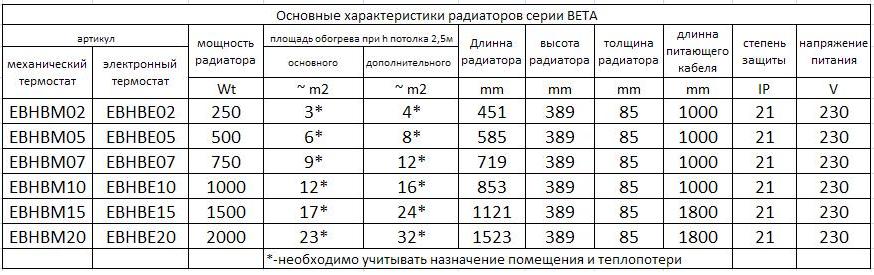 Основные характеристики радиаторов серии BETA
артикул мощность радиатора площадь обогрева при h потолка 2,5м Длинна радиатора высота радиатора толщина радиатора длинна питающего кабеля степень защиты напряжение питания
механический термостат электронный термостат основного дополнительного
Wt ~ m2 ~ m2 mm mm mm mm IP V
EBHBM02 EBHBE02 250 3* 4* 451 389 85 1000 21 230
EBHBM05 EBHBE05 500 6* 8* 585 389 85 1000 21 230
EBHBM07 EBHBE07 750 9* 12* 719 389 85 1000 21 230
EBHBM10 EBHBE10 1000 12* 16* 853 389 85 1000 21 230
EBHBM15 EBHBE15 1500 17* 24* 1121 389 85 1800 21 230
EBHBM20 EBHBE20 2000 23* 32* 1523 389 85 1800 21 230
*-необходимо учитывать назначение помещения и теплопотери